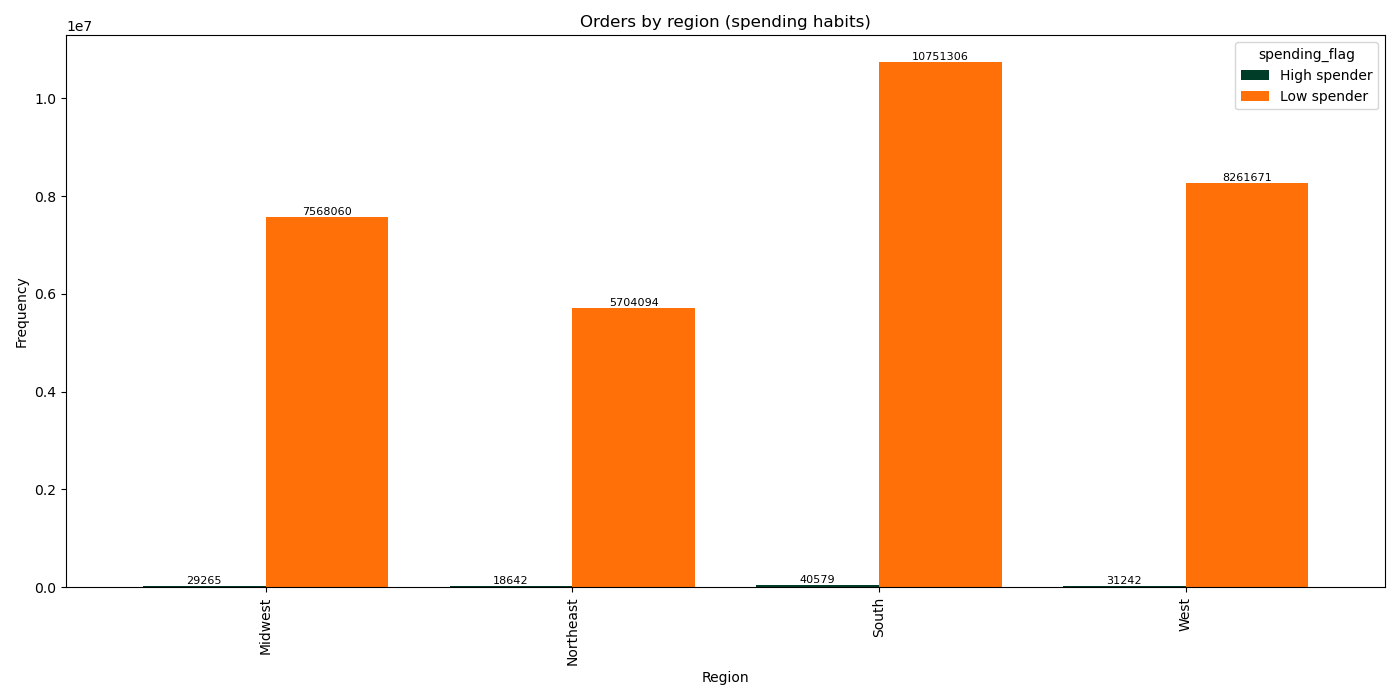 Orders by region (spending habits)
1e7
spending_flag
High spender
Low spender
1.0
0.8
0.6
0.4
0.2
0.0
Frequency
29265
7568060
18642
5704094
40579
10751306
31242
8261671
Midwest
Northeast
South
West
Region